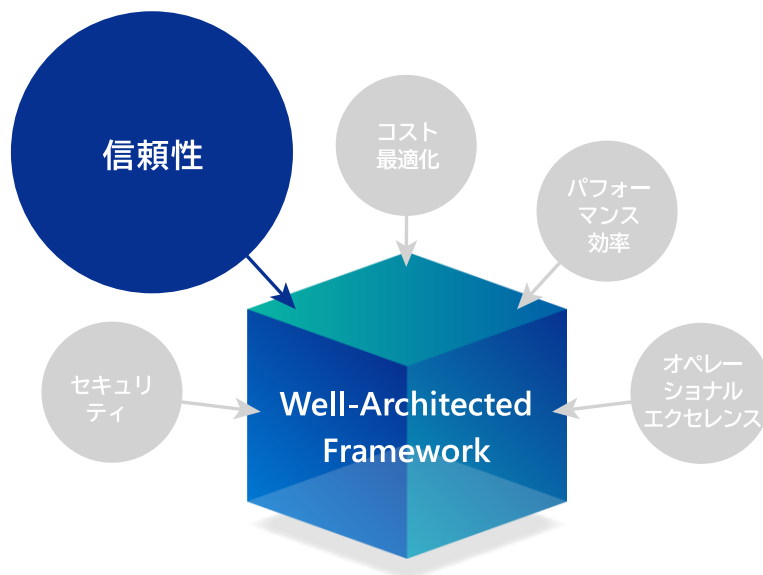 信頼性
コスト
最適化
パフォー
マンス
効率
セキュリ
ティ
オペレー
ショナル
エクセレンス
Well-Architected
Framework